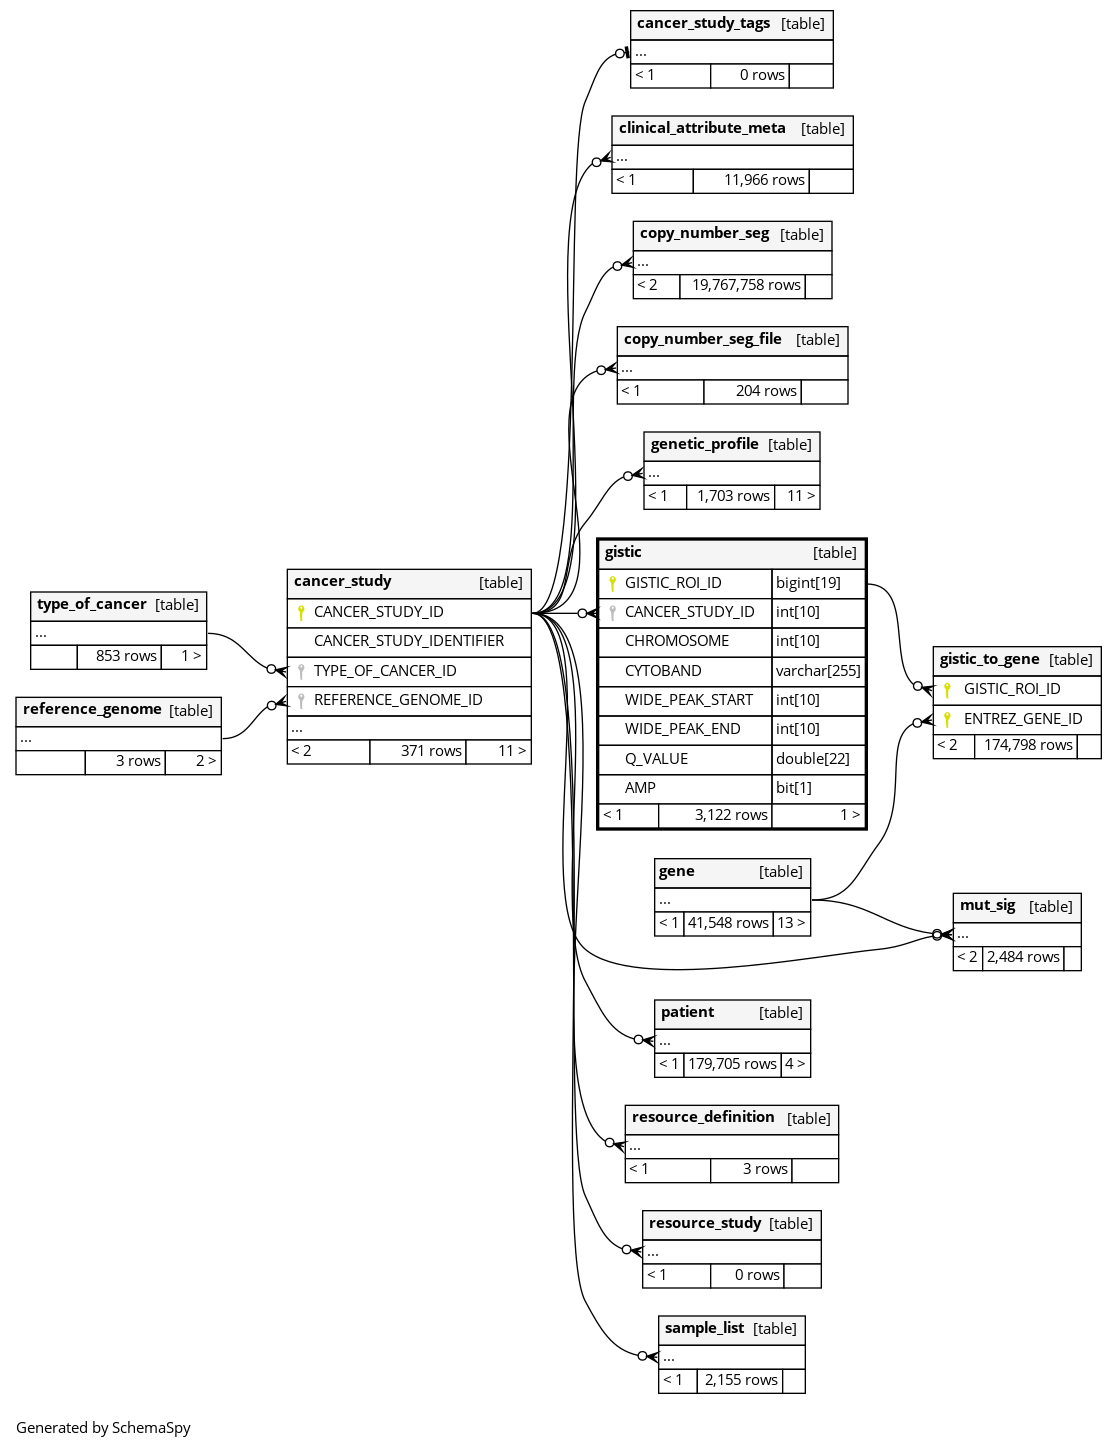 cancer_study_tags [table]
...
< 1 0 rows
clinical_attribute_meta [table]
...
< 1 11,966 rows
copy_number_seg [table]
...
< 2 19,767,758 rows
copy_number_seg_file [table]
...
< 1 204 rows
genetic_profile [table]
...
< 1 1,703 rows 11 >
type_of_cancer [table]
...
853 rows 1 >
reference_genome [table]
...
3 rows 2 >
cancer_study [table]
CANCER_STUDY_ID
CANCER_STUDY_IDENTIFIER
TYPE_OF_CANCER_ID
REFERENCE_GENOME_ID
...
< 2 371 rows 11 >
gistic [table]
GISTIC_ROI_ID bigint[19]
CANCER_STUDY_ID int[10]
CHROMOSOME int[10]
CYTOBAND varchar[255]
WIDE_PEAK_START int[10]
WIDE_PEAK_END int[10]
Q_VALUE double[22]
AMP bit[1]
< 1 3,122 rows 1 >
gistic_to_gene [table]
GISTIC_ROI_ID
ENTREZ_GENE_ID
< 2 174,798 rows
gene [table]
...
< 1 41,548 rows 13 >
mut_sig [table]
...
< 2 2,484 rows
patient [table]
...
< 1 179,705 rows 4 >
resource_definition [table]
...
< 1 3 rows
resource_study [table]
...
< 1 0 rows
sample_list [table]
...
< 1 2,155 rows
Generated by SchemaSpy